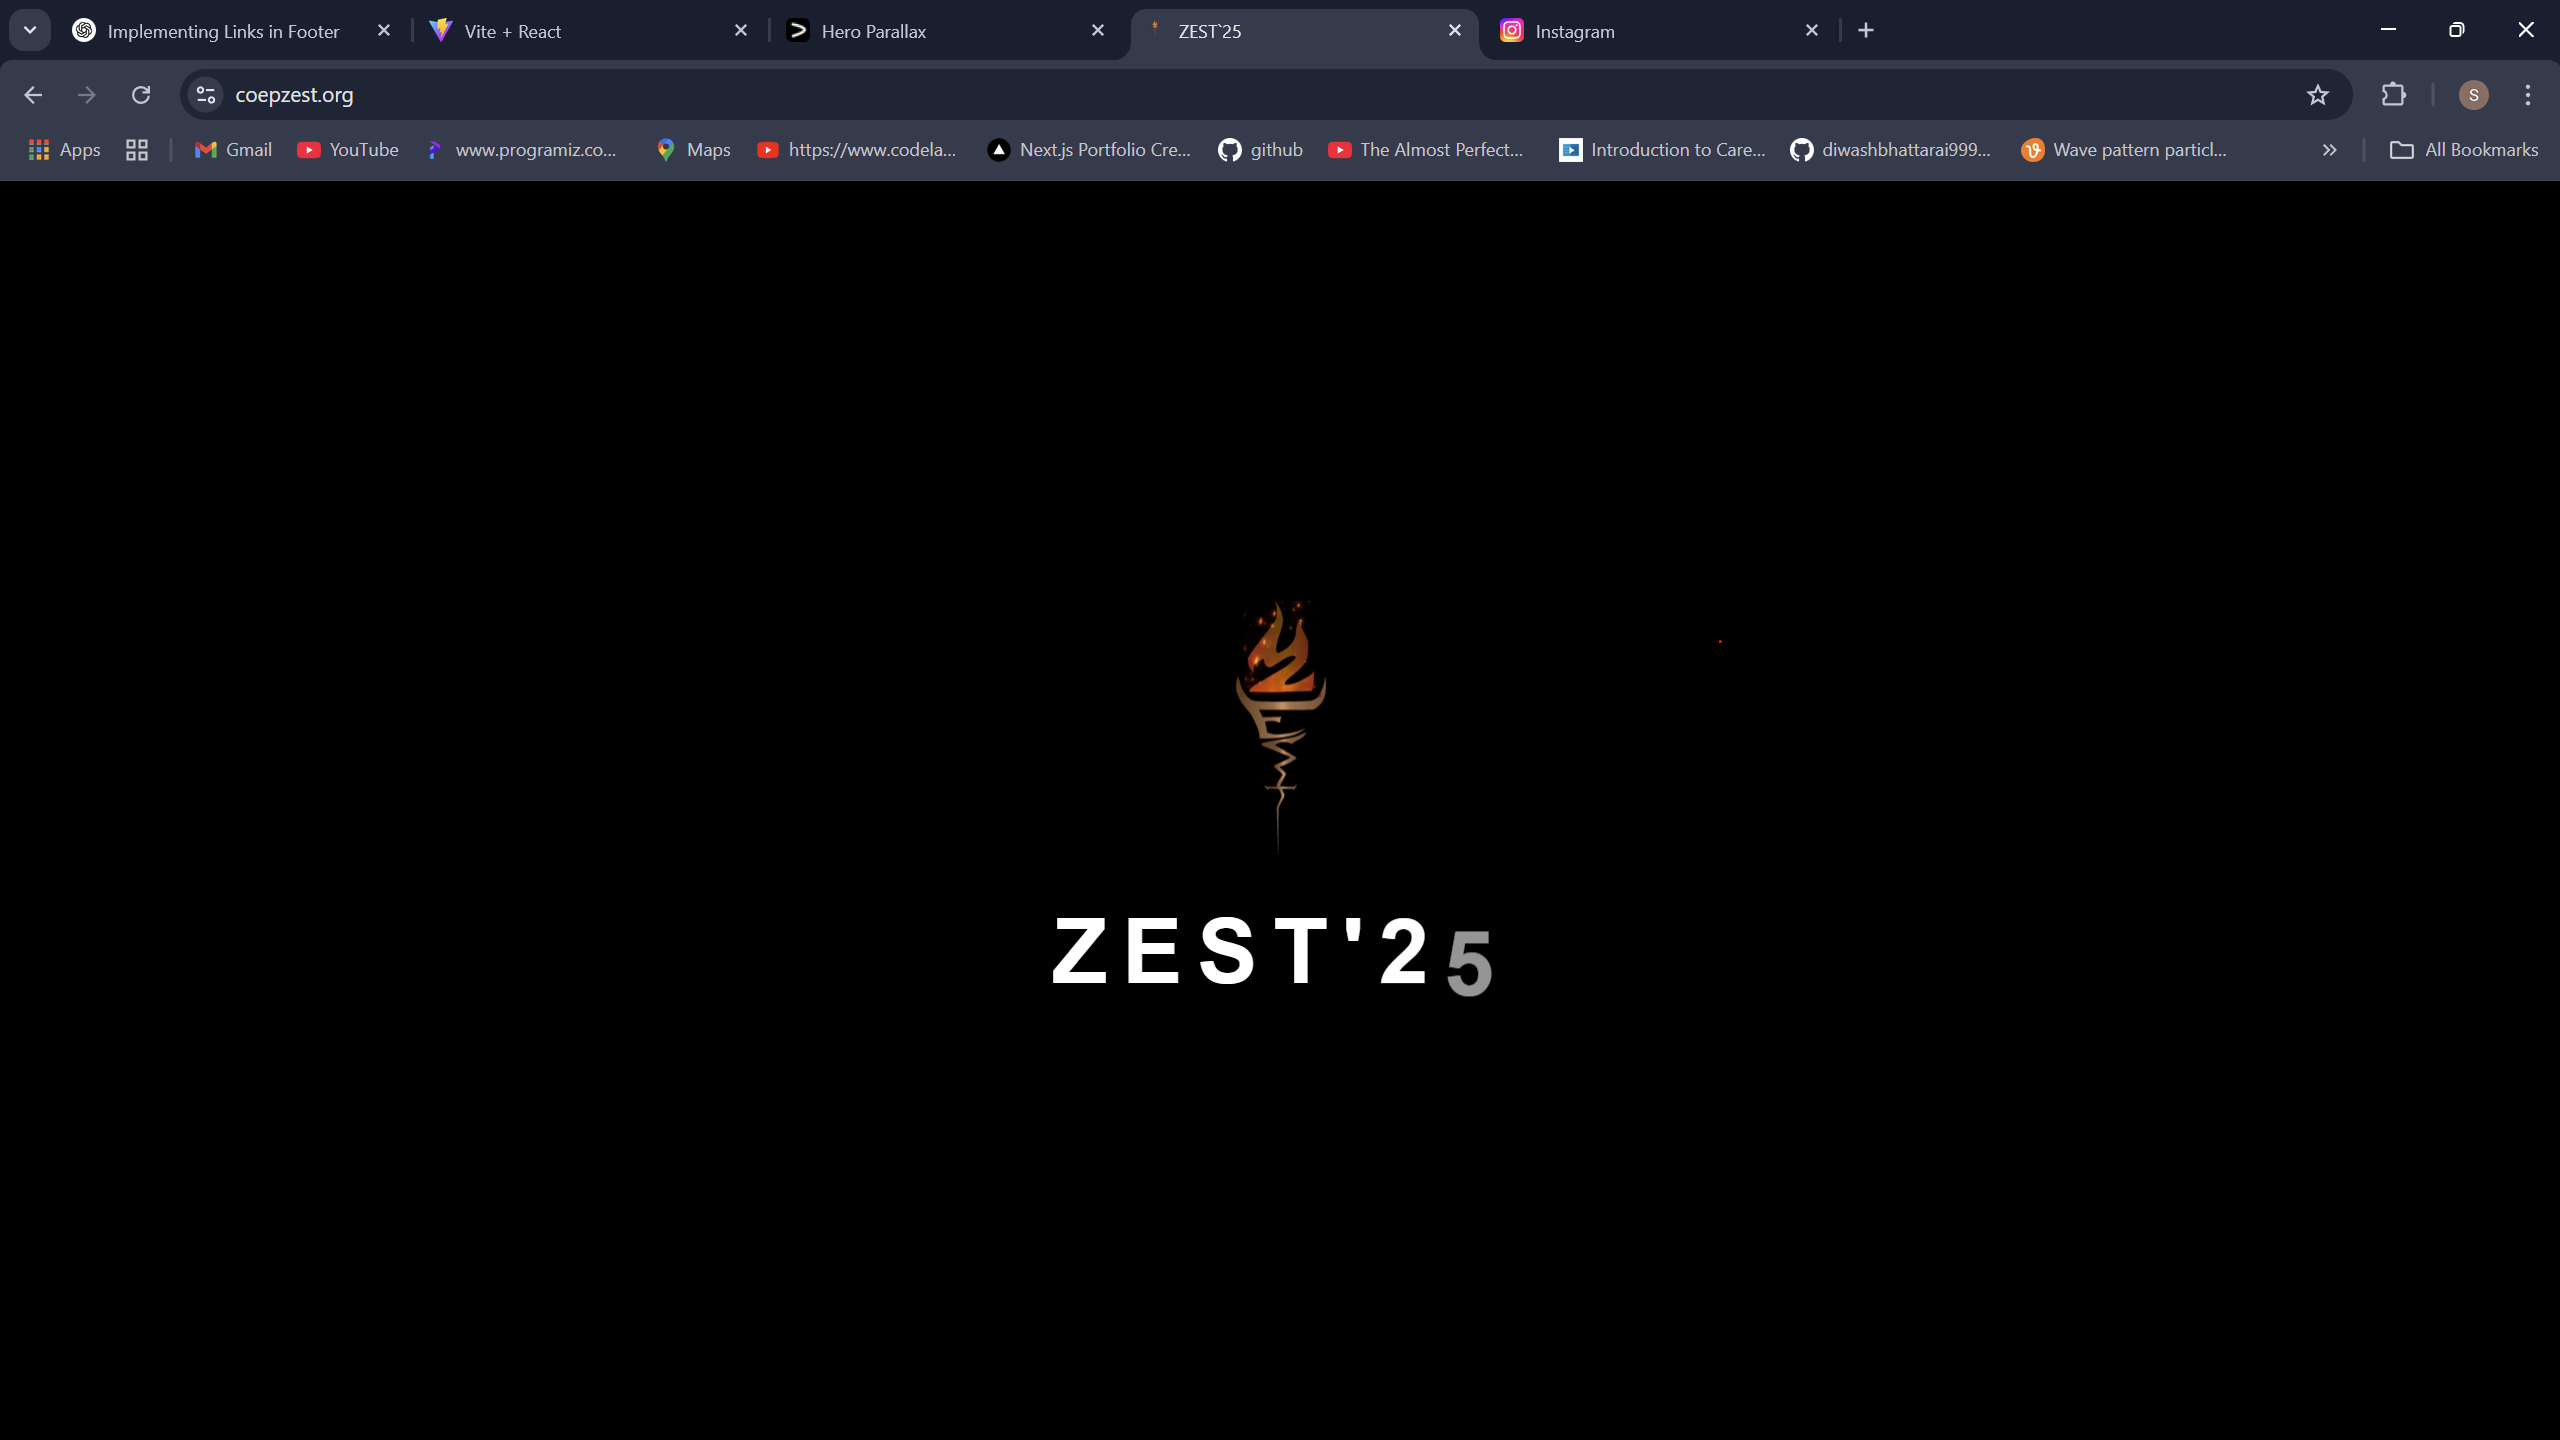 Implementing Links in Footer
Vite + React
Hero Parallax
ZEST`25
Instagram
coepzest.org
S
Apps
Gmail
YouTube
www.programiz.co...
Maps
https://www.codela...
Next.js Portfolio Cre...
github
The Almost Perfect...
Introduction to Care...
diwashbhattarai999...
Wave pattern particl...
All Bookmarks
ZEST'25